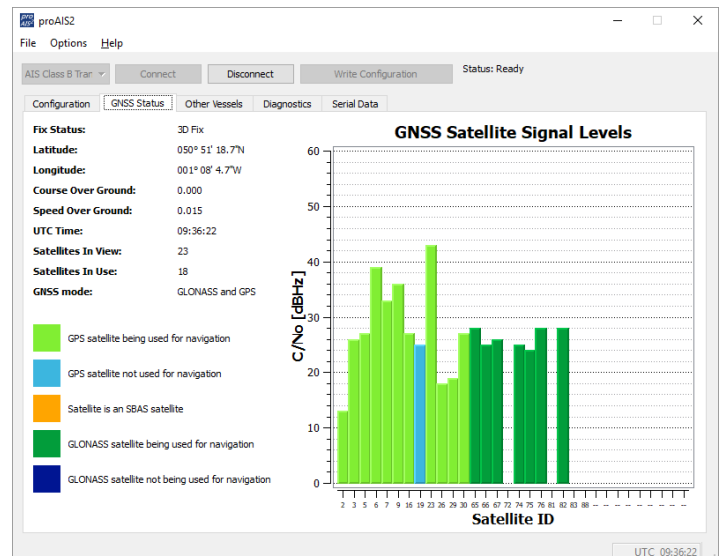 pro AIS² proAIS2
File Options Help
AIS Class B Trar Connect Disconnect Write Configuration Status: Ready
Configuration GNSS Status Other Vessels Diagnostics Serial Data
Fix Status: 3D Fix
Latitude: 050° 51' 18.7"N
Longitude: 001° 08' 4.7"W
Course Over Ground: 0.000
Speed Over Ground: 0.015
UTC Time: 09:36:22
Satellites In View: 23
Satellites In Use: 18
GNSS mode: GLONASS and GPS
GPS satellite being used for navigation
GPS satellite not used for navigation
Satellite is an SBAS satellite
GLONASS satellite being used for navigation
GLONASS satellite not being used for navigation
GNSS Satellite Signal Levels
60
50
40
30
20
10
0
C/No [dBHz]
2 3 5 6 7 9 16 19 23 26 29 30 65 66 67 72 74 75 76 81 82 83 88 -- -- -- -- -- -- -- -- --
Satellite ID
UTC 09:36:22